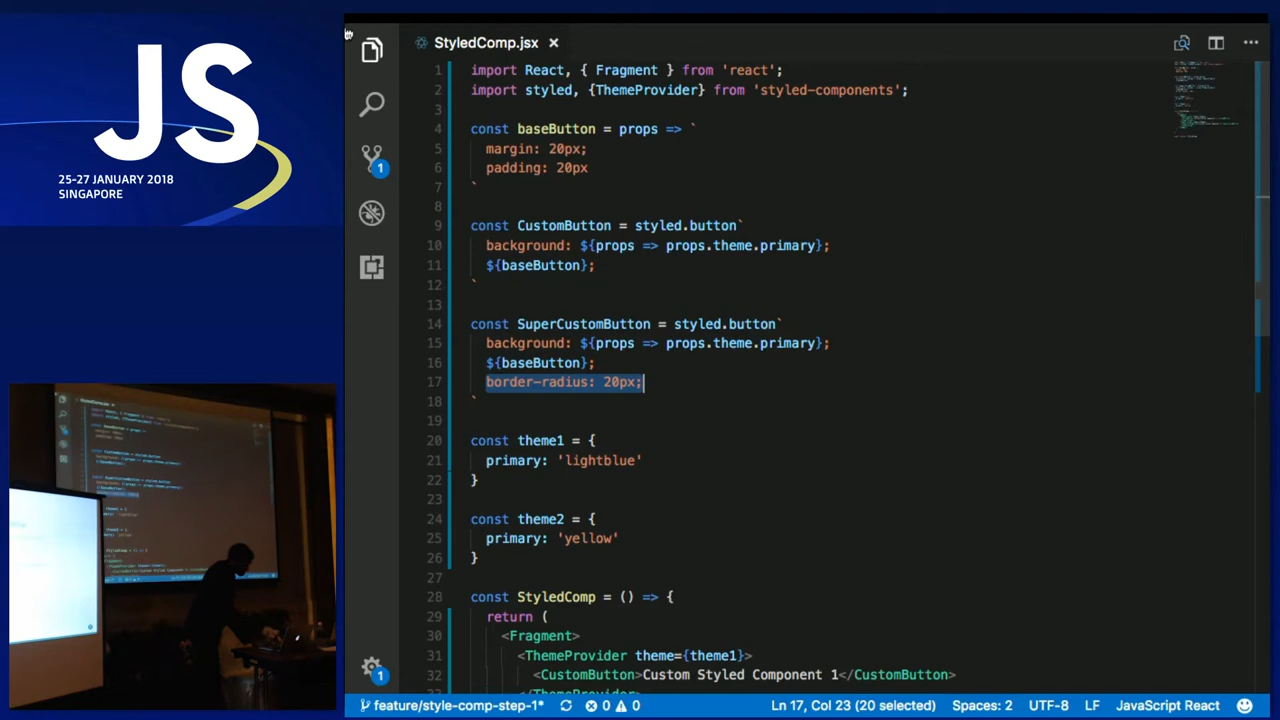 JS
25-27 JANUARY 2018
SINGAPORE
StyledComp.jsx
1 import React, { Fragment } from 'react';
2 import styled, {ThemeProvider} from 'styled-components';
3
4 const baseButton = props => `
5 margin: 20px;
6 padding: 20px
7 `
8
9 const CustomButton = styled.button`
10 background: ${props => props.theme.primary};
11 ${baseButton};
12 `
13
14 const SuperCustomButton = styled.button`
15 background: ${props => props.theme.primary};
16 ${baseButton};
17 border-radius: 20px;
18 `
19
20 const theme1 = {
21 primary: 'lightblue'
22 }
23
24 const theme2 = {
25 primary: 'yellow'
26 }
27
28 const StyledComp = () => {
29 return (
30 <Fragment>
31 <ThemeProvider theme={theme1}>
32 <CustomButton>Custom Styled Component 1</CustomButton>
33 </ThemeProvider>
1
1
feature/style-comp-step-1* 0 0 Ln 17, Col 23 (20 selected) Spaces: 2 UTF-8 LF JavaScript React